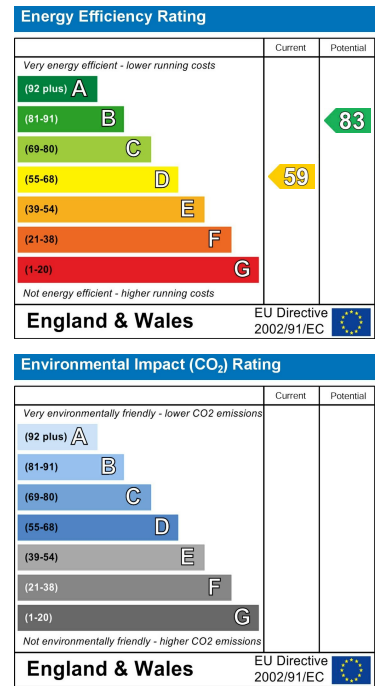 Energy Efficiency Rating
Current Potential
Very energy efficient - lower running costs
(92 plus) A
(81-91) B
83
(69-80) C
(55-68) D
59
(39-54) E
(21-38) F
(1-20) G
Not energy efficient - higher running costs
England & Wales
EU Directive
2002/91/EC
Environmental Impact (CO₂) Rating
Current Potential
Very environmentally friendly - lower CO2 emissions
(92 plus) A
(81-91) B
(69-80) C
(55-68) D
(39-54) E
(21-38) F
(1-20) G
Not environmentally friendly - higher CO2 emissions
England & Wales
EU Directive
2002/91/EC